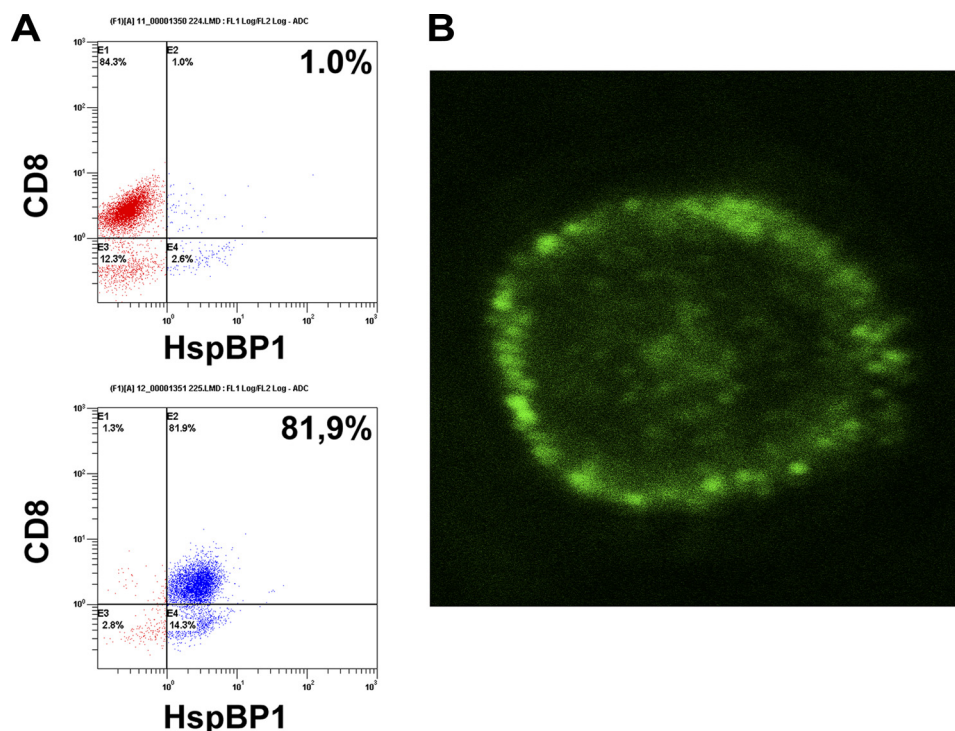 A
B
(F1)[A] 11_00001350 224.LMD : FL1 Log/FL2 Log - ADC
CD8
10³
10²
10¹
10⁰
E1
84.3%
E2
1.0%
1.0%
E3
12.3%
E4
2.6%
10⁰ 10¹ 10² 10³
HspBP1
(F1)[A] 12_00001351 225.LMD : FL1 Log/FL2 Log - ADC
CD8
10³
10²
10¹
10⁰
E1
1.3%
E2
81.9%
81,9%
E3
2.8%
E4
14.3%
10⁰ 10¹ 10² 10³
HspBP1